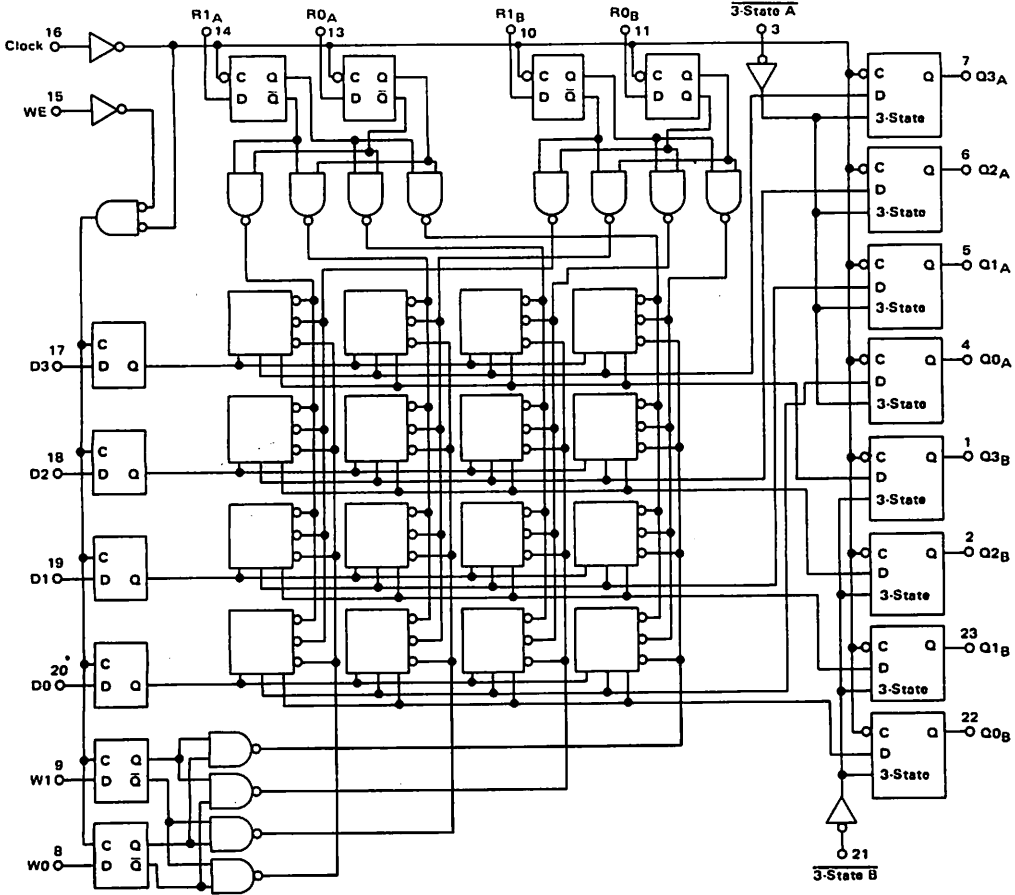 R1A R0A R1B R0B 3-State A
14 13 10 11 3
16
Clock
15
WE
C Q
D Q̄
C Q
D Q̄
C Q
D Q̄
C Q
D Q̄
C Q 7 Q3A
D
3-State
C Q 6 Q2A
D
3-State
C Q 5 Q1A
D
3-State
C Q 4 Q0A
D
3-State
C Q 1 Q3B
D
3-State
C Q 2 Q2B
D
3-State
C Q 23 Q1B
D
3-State
C Q 22 Q0B
D
3-State
17 C
D3 D Q
18 C
D2 D Q
19 C
D1 D Q
20* C
D0 D Q
9 C Q
W1 D Q̄
8 C Q
W0 D Q̄
21
3-State B